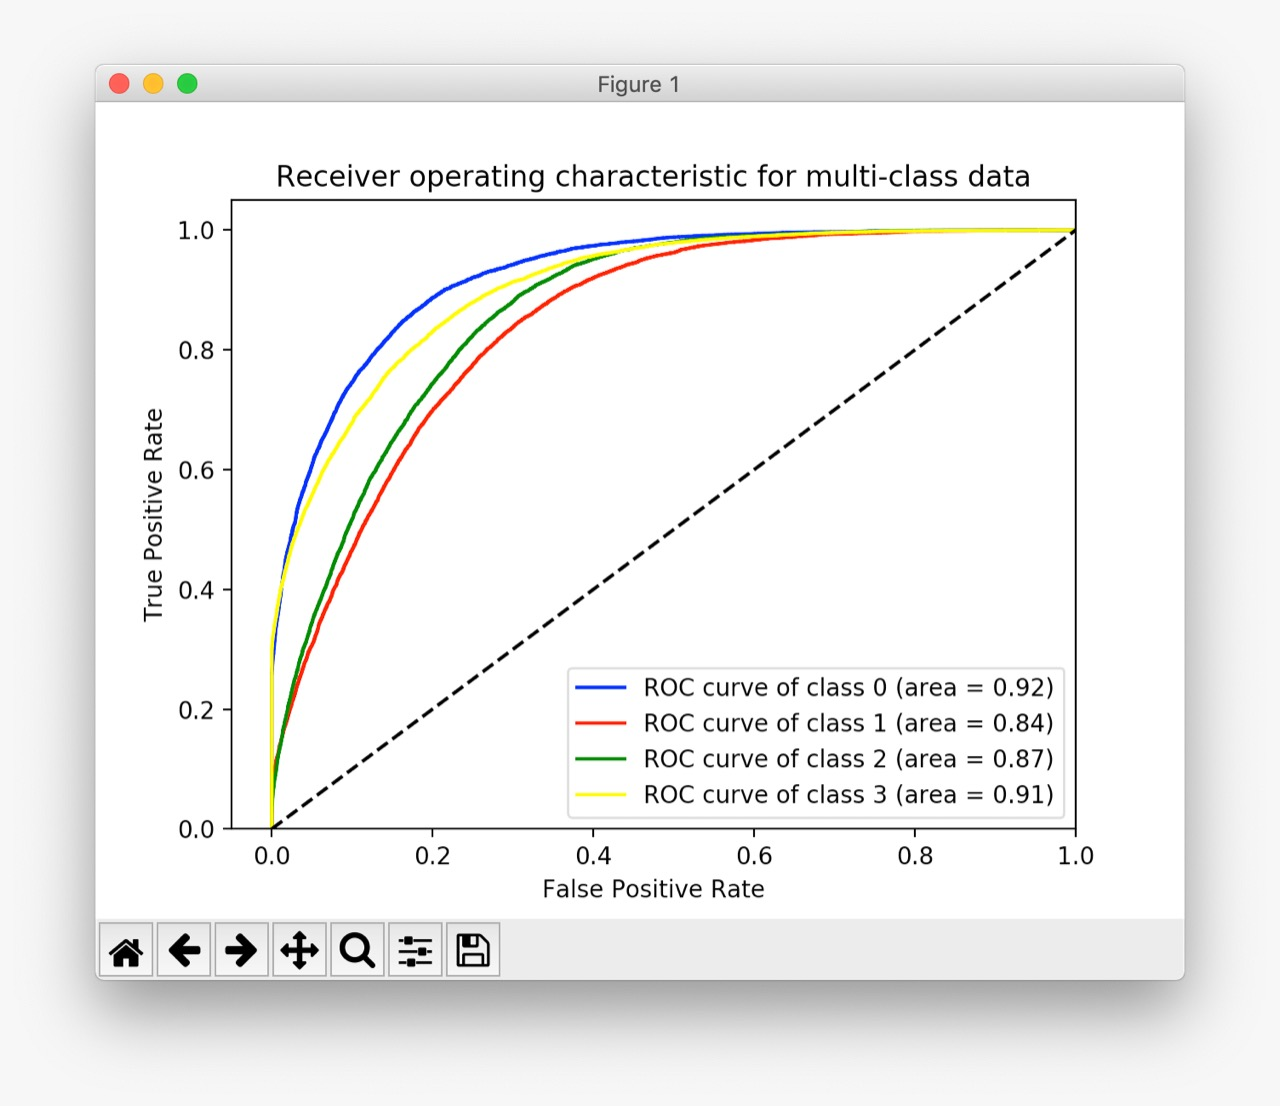 Figure 1
Receiver operating characteristic for multi-class data
1.0
0.8
0.6
0.4
0.2
0.0
True Positive Rate
0.0 0.2 0.4 0.6 0.8 1.0
False Positive Rate
ROC curve of class 0 (area = 0.92)
ROC curve of class 1 (area = 0.84)
ROC curve of class 2 (area = 0.87)
ROC curve of class 3 (area = 0.91)